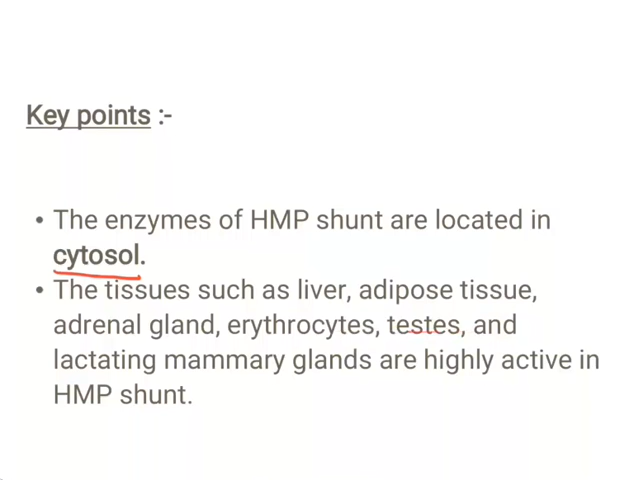 Key points :-
• The enzymes of HMP shunt are located in
cytosol.
• The tissues such as liver, adipose tissue,
adrenal gland, erythrocytes, testes, and
lactating mammary glands are highly active in
HMP shunt.